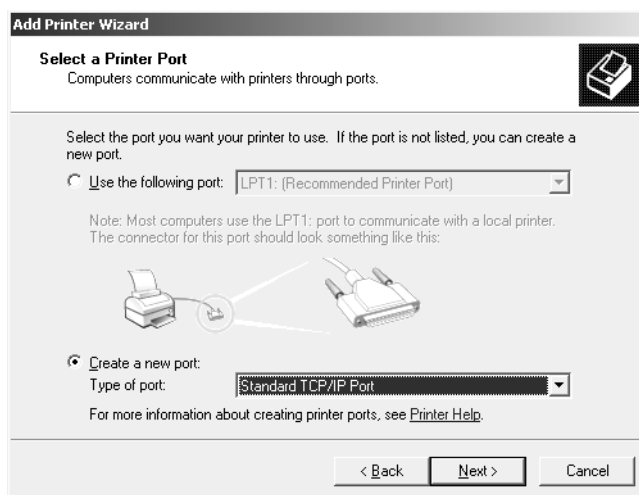 Add Printer Wizard
Select a Printer Port
Computers communicate with printers through ports.
Select the port you want your printer to use. If the port is not listed, you can create a
new port.
Use the following port: LPT1: (Recommended Printer Port)
Note: Most computers use the LPT1: port to communicate with a local printer.
The connector for this port should look something like this:
Create a new port:
Type of port: Standard TCP/IP Port
For more information about creating printer ports, see Printer Help.
< Back Next > Cancel